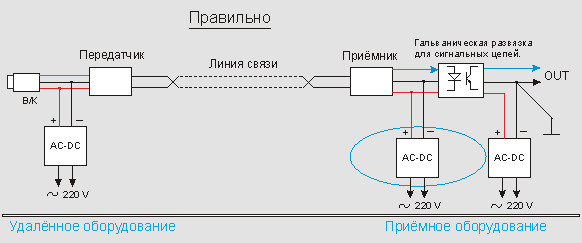 Правильно
Гальваническая развязка
для сигнальных цепей.
Передатчик
Линия связи
Приёмник
OUT
В/К
+ −
+ −
+ −
AC-DC
AC-DC
AC-DC
~ 220 V
~ 220 V
~ 220 V
Удалённое оборудование
Приёмное оборудование